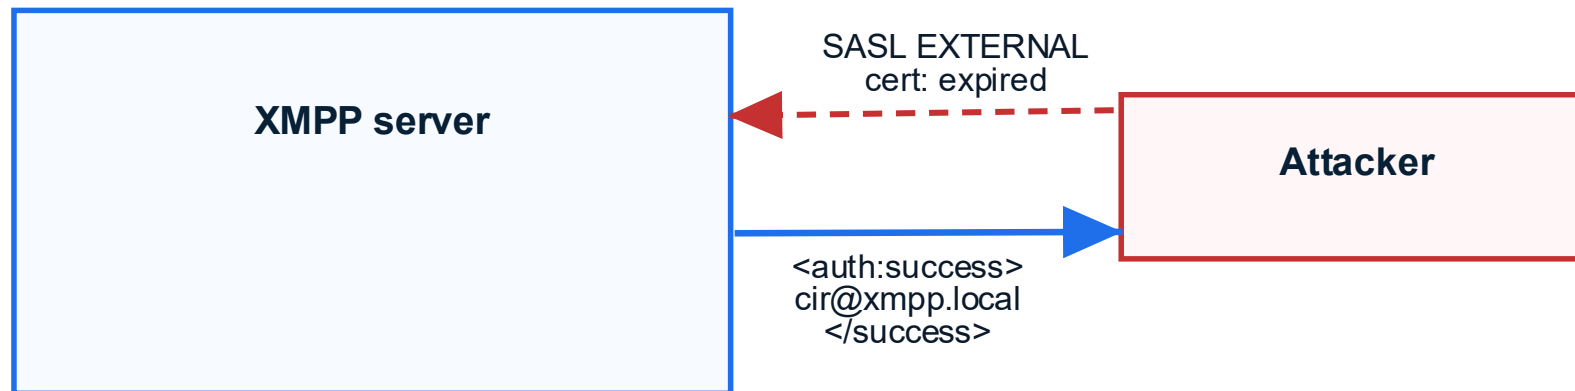 XMPP server
SASL EXTERNAL
cert: expired
Attacker
<auth:success>
cir@xmpp.local
</success>